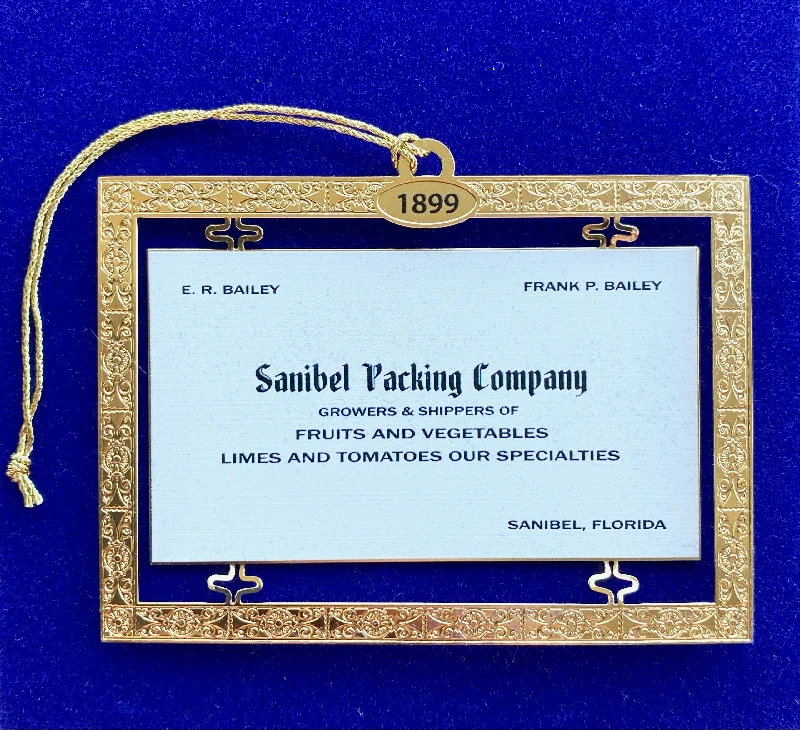 1899
E. R. BAILEY
FRANK P. BAILEY
Sanibel Packing Company
GROWERS & SHIPPERS OF
FRUITS AND VEGETABLES
LIMES AND TOMATOES OUR SPECIALTIES
SANIBEL, FLORIDA